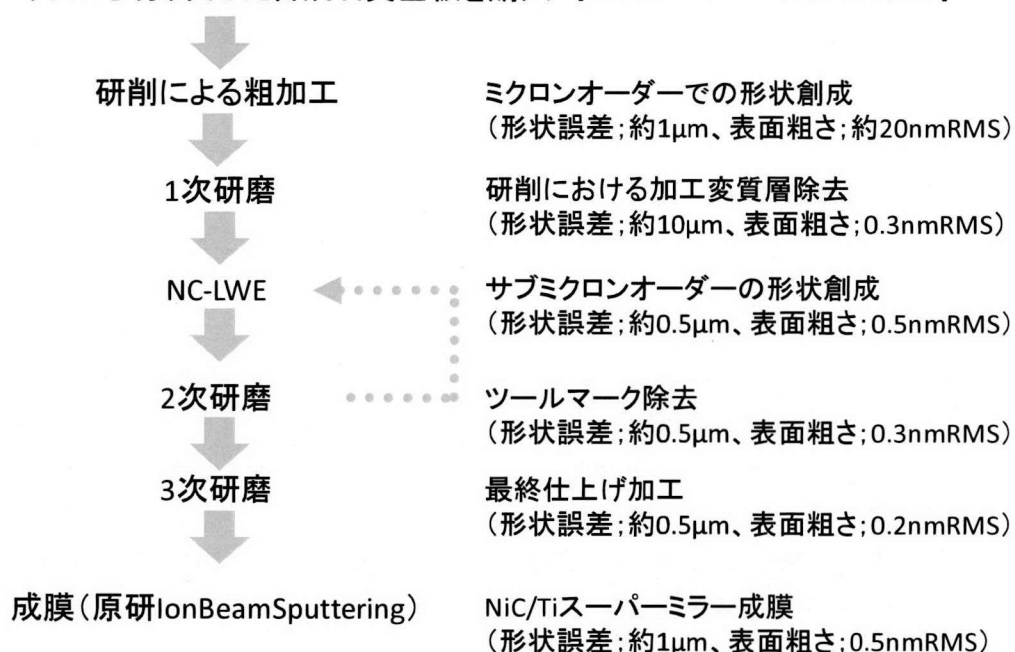 研削による粗加工
ミクロンオーダーでの形状創成
（形状誤差;約1μm、表面粗さ;約20nmRMS）
1次研磨
研削における加工変質層除去
（形状誤差;約10μm、表面粗さ;0.3nmRMS）
NC-LWE
サブミクロンオーダーの形状創成
（形状誤差;約0.5μm、表面粗さ;0.5nmRMS）
2次研磨
ツールマーク除去
（形状誤差;約0.5μm、表面粗さ;0.3nmRMS）
3次研磨
最終仕上げ加工
（形状誤差;約0.5μm、表面粗さ;0.2nmRMS）
成膜（原研IonBeamSputtering）
NiC/Tiスーパーミラー成膜
（形状誤差;約1μm、表面粗さ;0.5nmRMS）